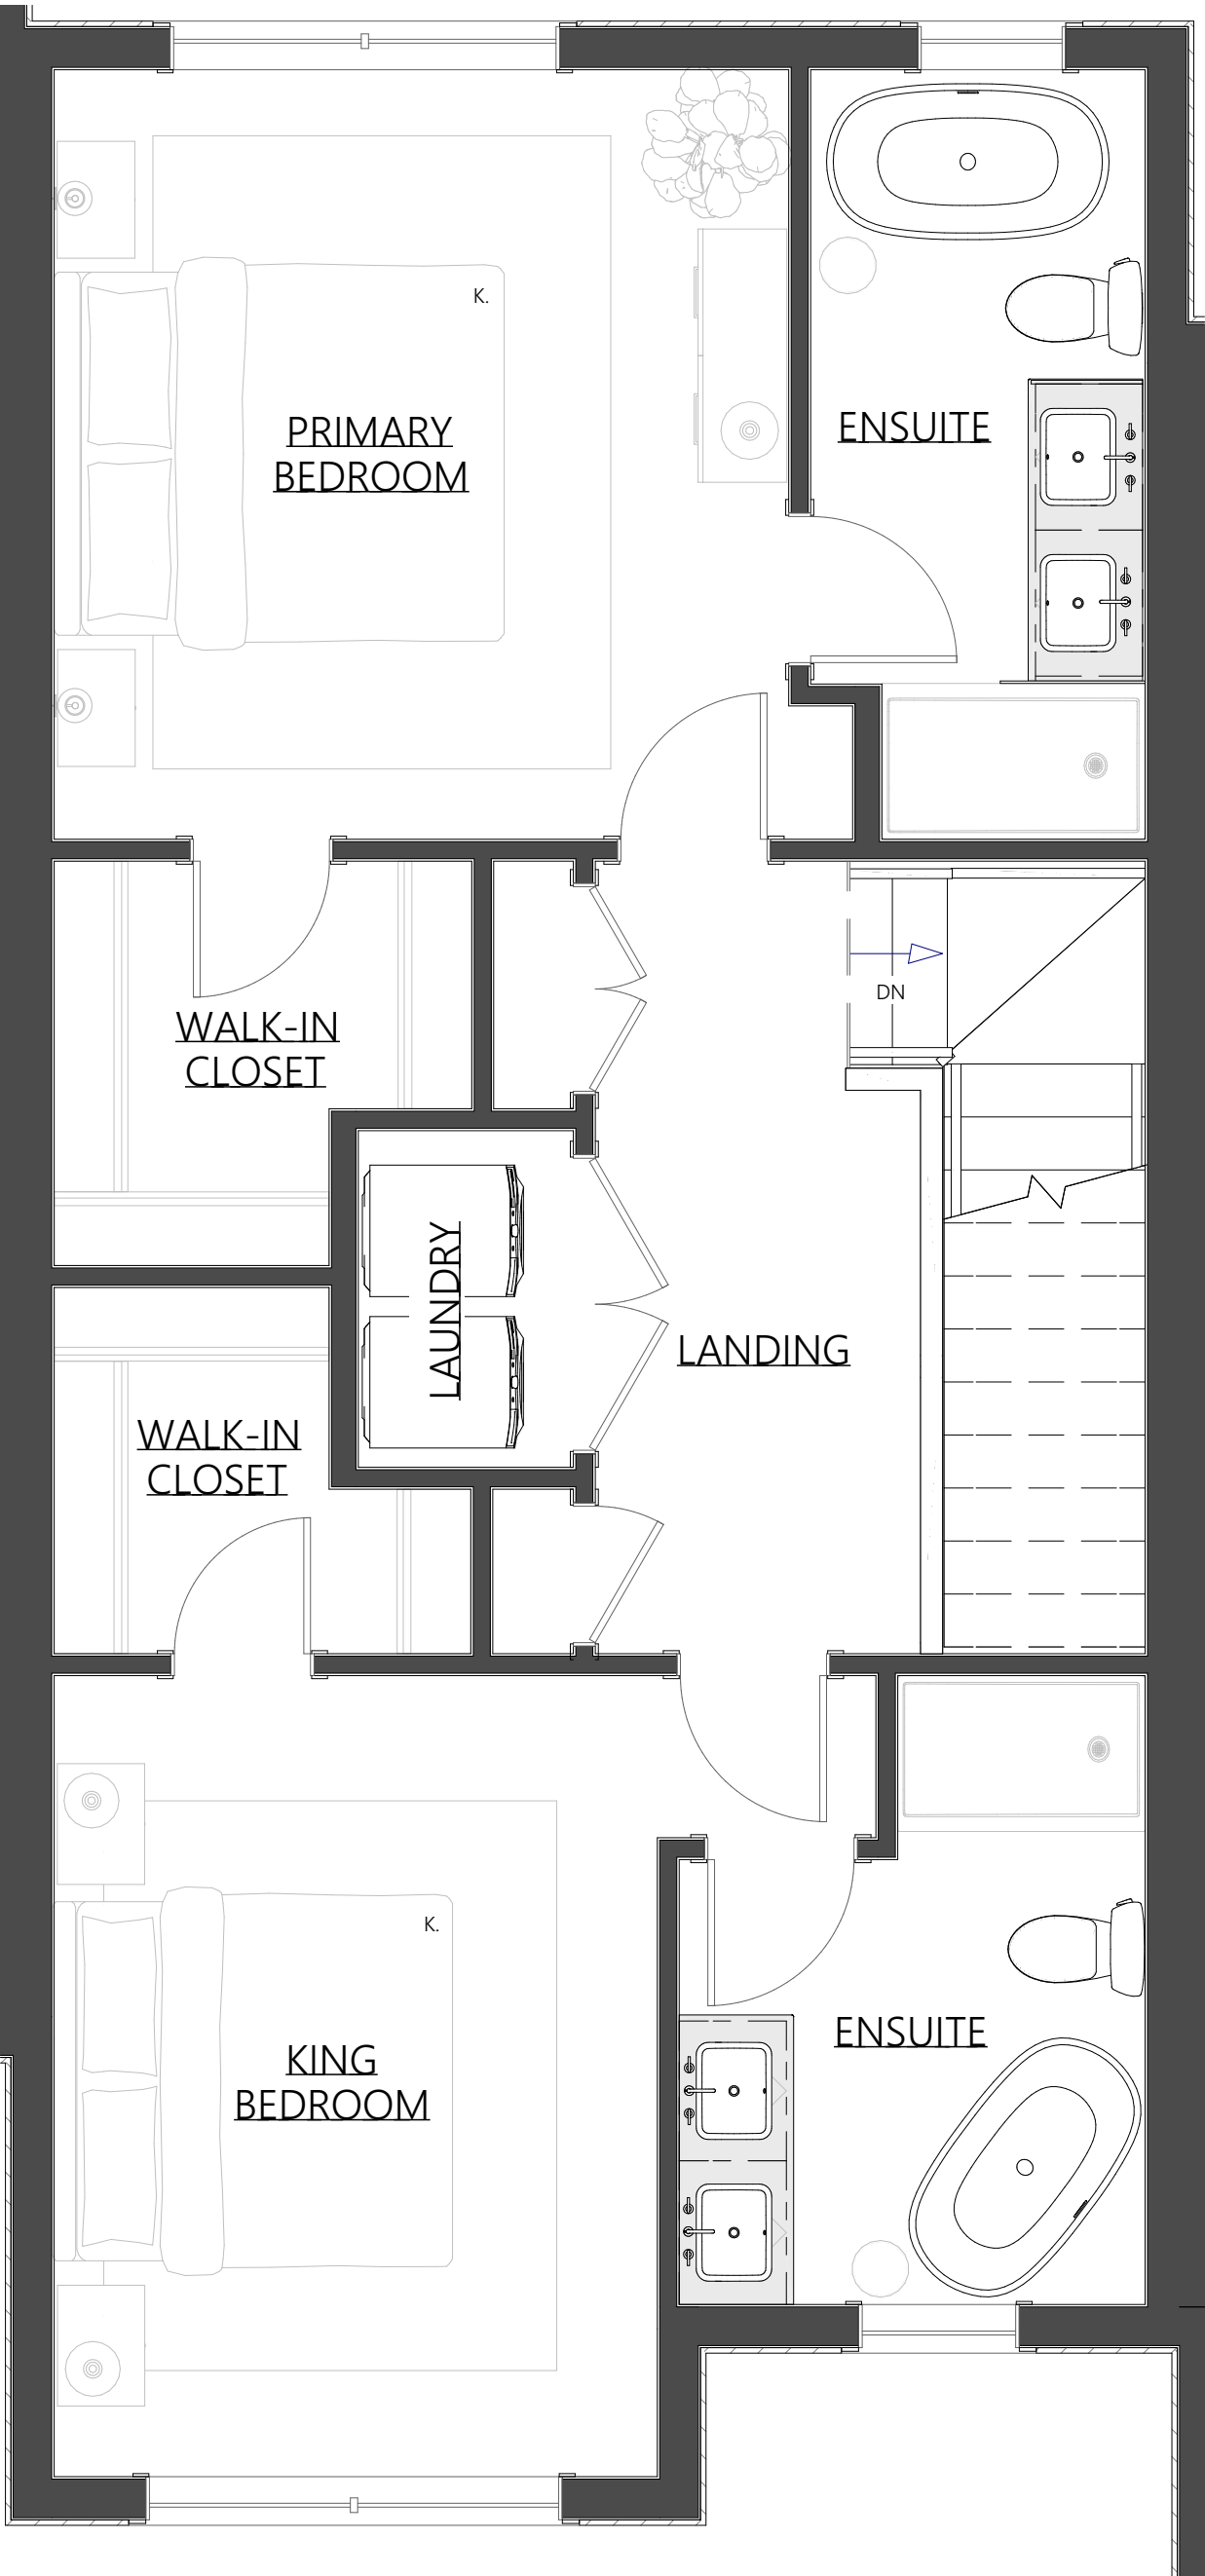 K.
PRIMARY
BEDROOM
ENSUITE
DN
WALK-IN
CLOSET
LAUNDRY
LANDING
WALK-IN
CLOSET
K.
ENSUITE
KING
BEDROOM